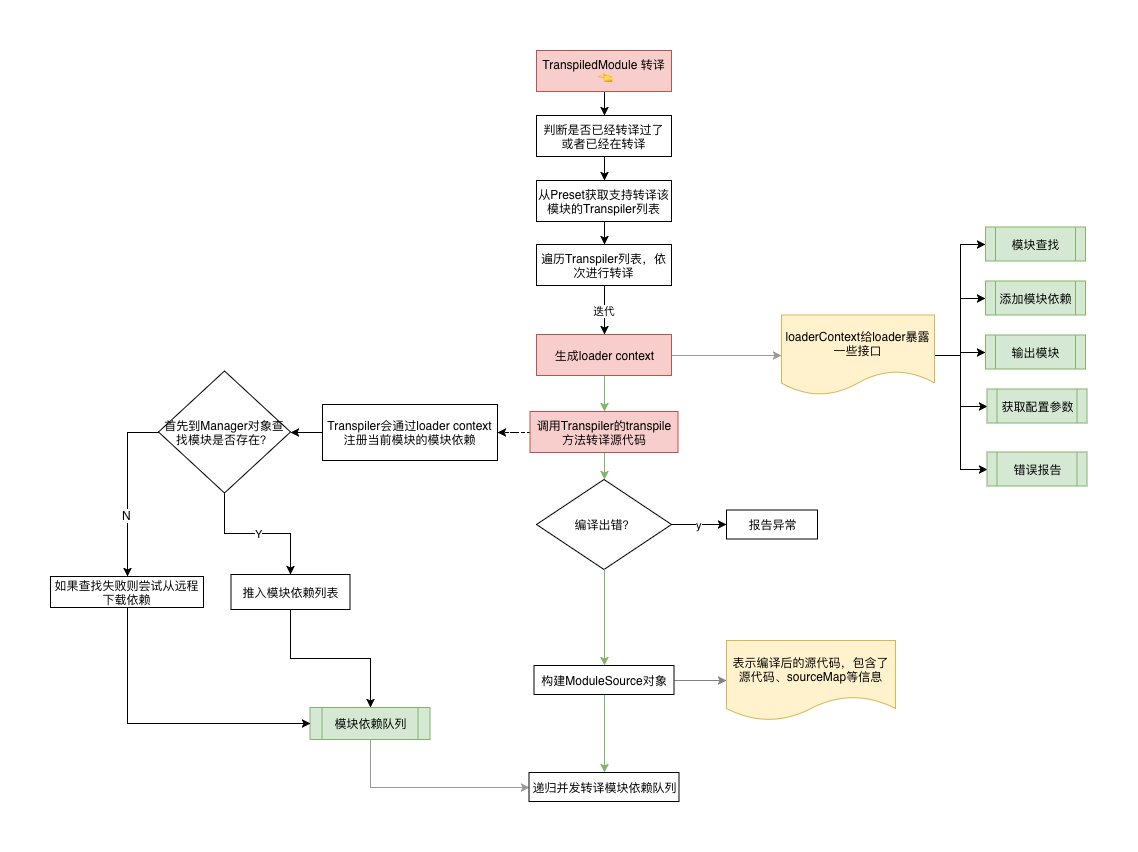 TranspiledModule 转译
👈
判断是否已经转译过了
或者已经在转译
从Preset获取支持转译该
模块的Transpiler列表
遍历Transpiler列表，依
次进行转译
迭代
生成loader context
loaderContext给loader暴露
一些接口
模块查找
添加模块依赖
输出模块
获取配置参数
错误报告
调用Transpiler的transpile
方法转译源代码
Transpiler会通过loader context
注册当前模块的模块依赖
首先到Manager对象查
找模块是否存在?
N
Y
编译出错?
y
报告异常
如果查找失败则尝试从远程
下载依赖
推入模块依赖列表
构建ModuleSource对象
表示编译后的源代码，包含了
源代码、sourceMap等信息
模块依赖队列
递归并发转译模块依赖队列